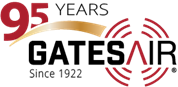 95 YEARS
GATESAIR®
Since 1922